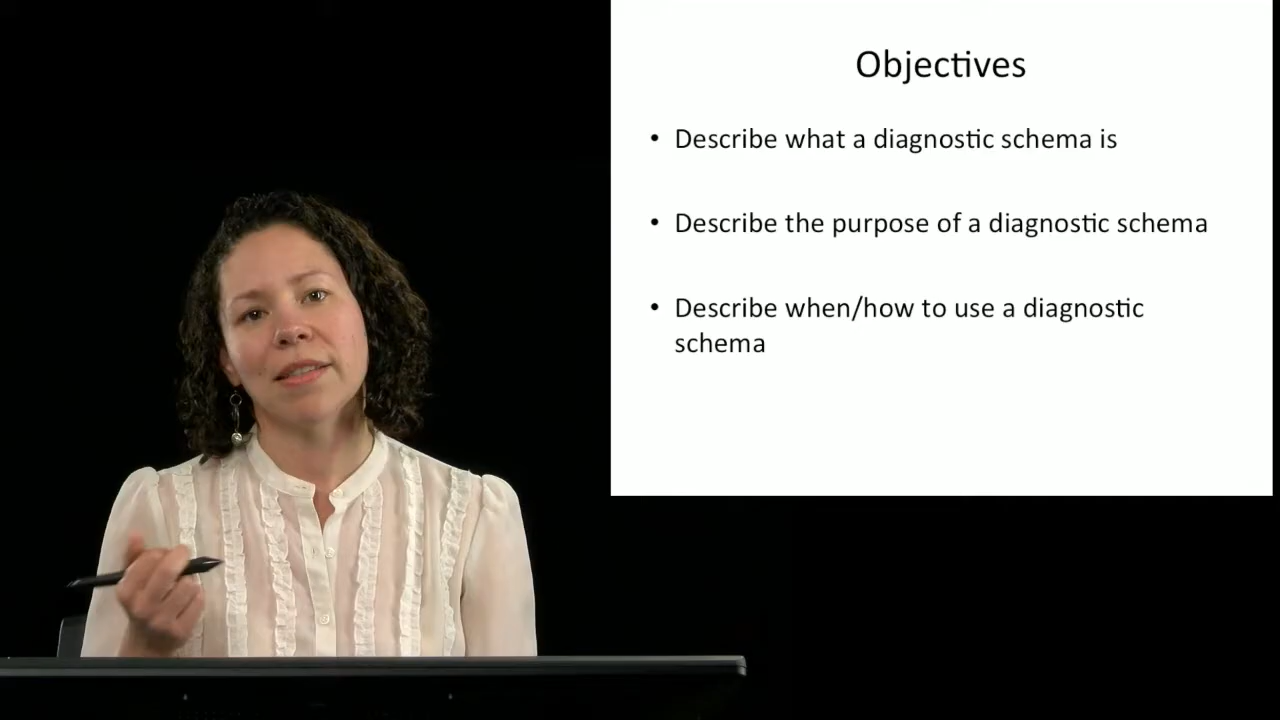 Objectives
• Describe what a diagnostic schema is
• Describe the purpose of a diagnostic schema
• Describe when/how to use a diagnostic
schema